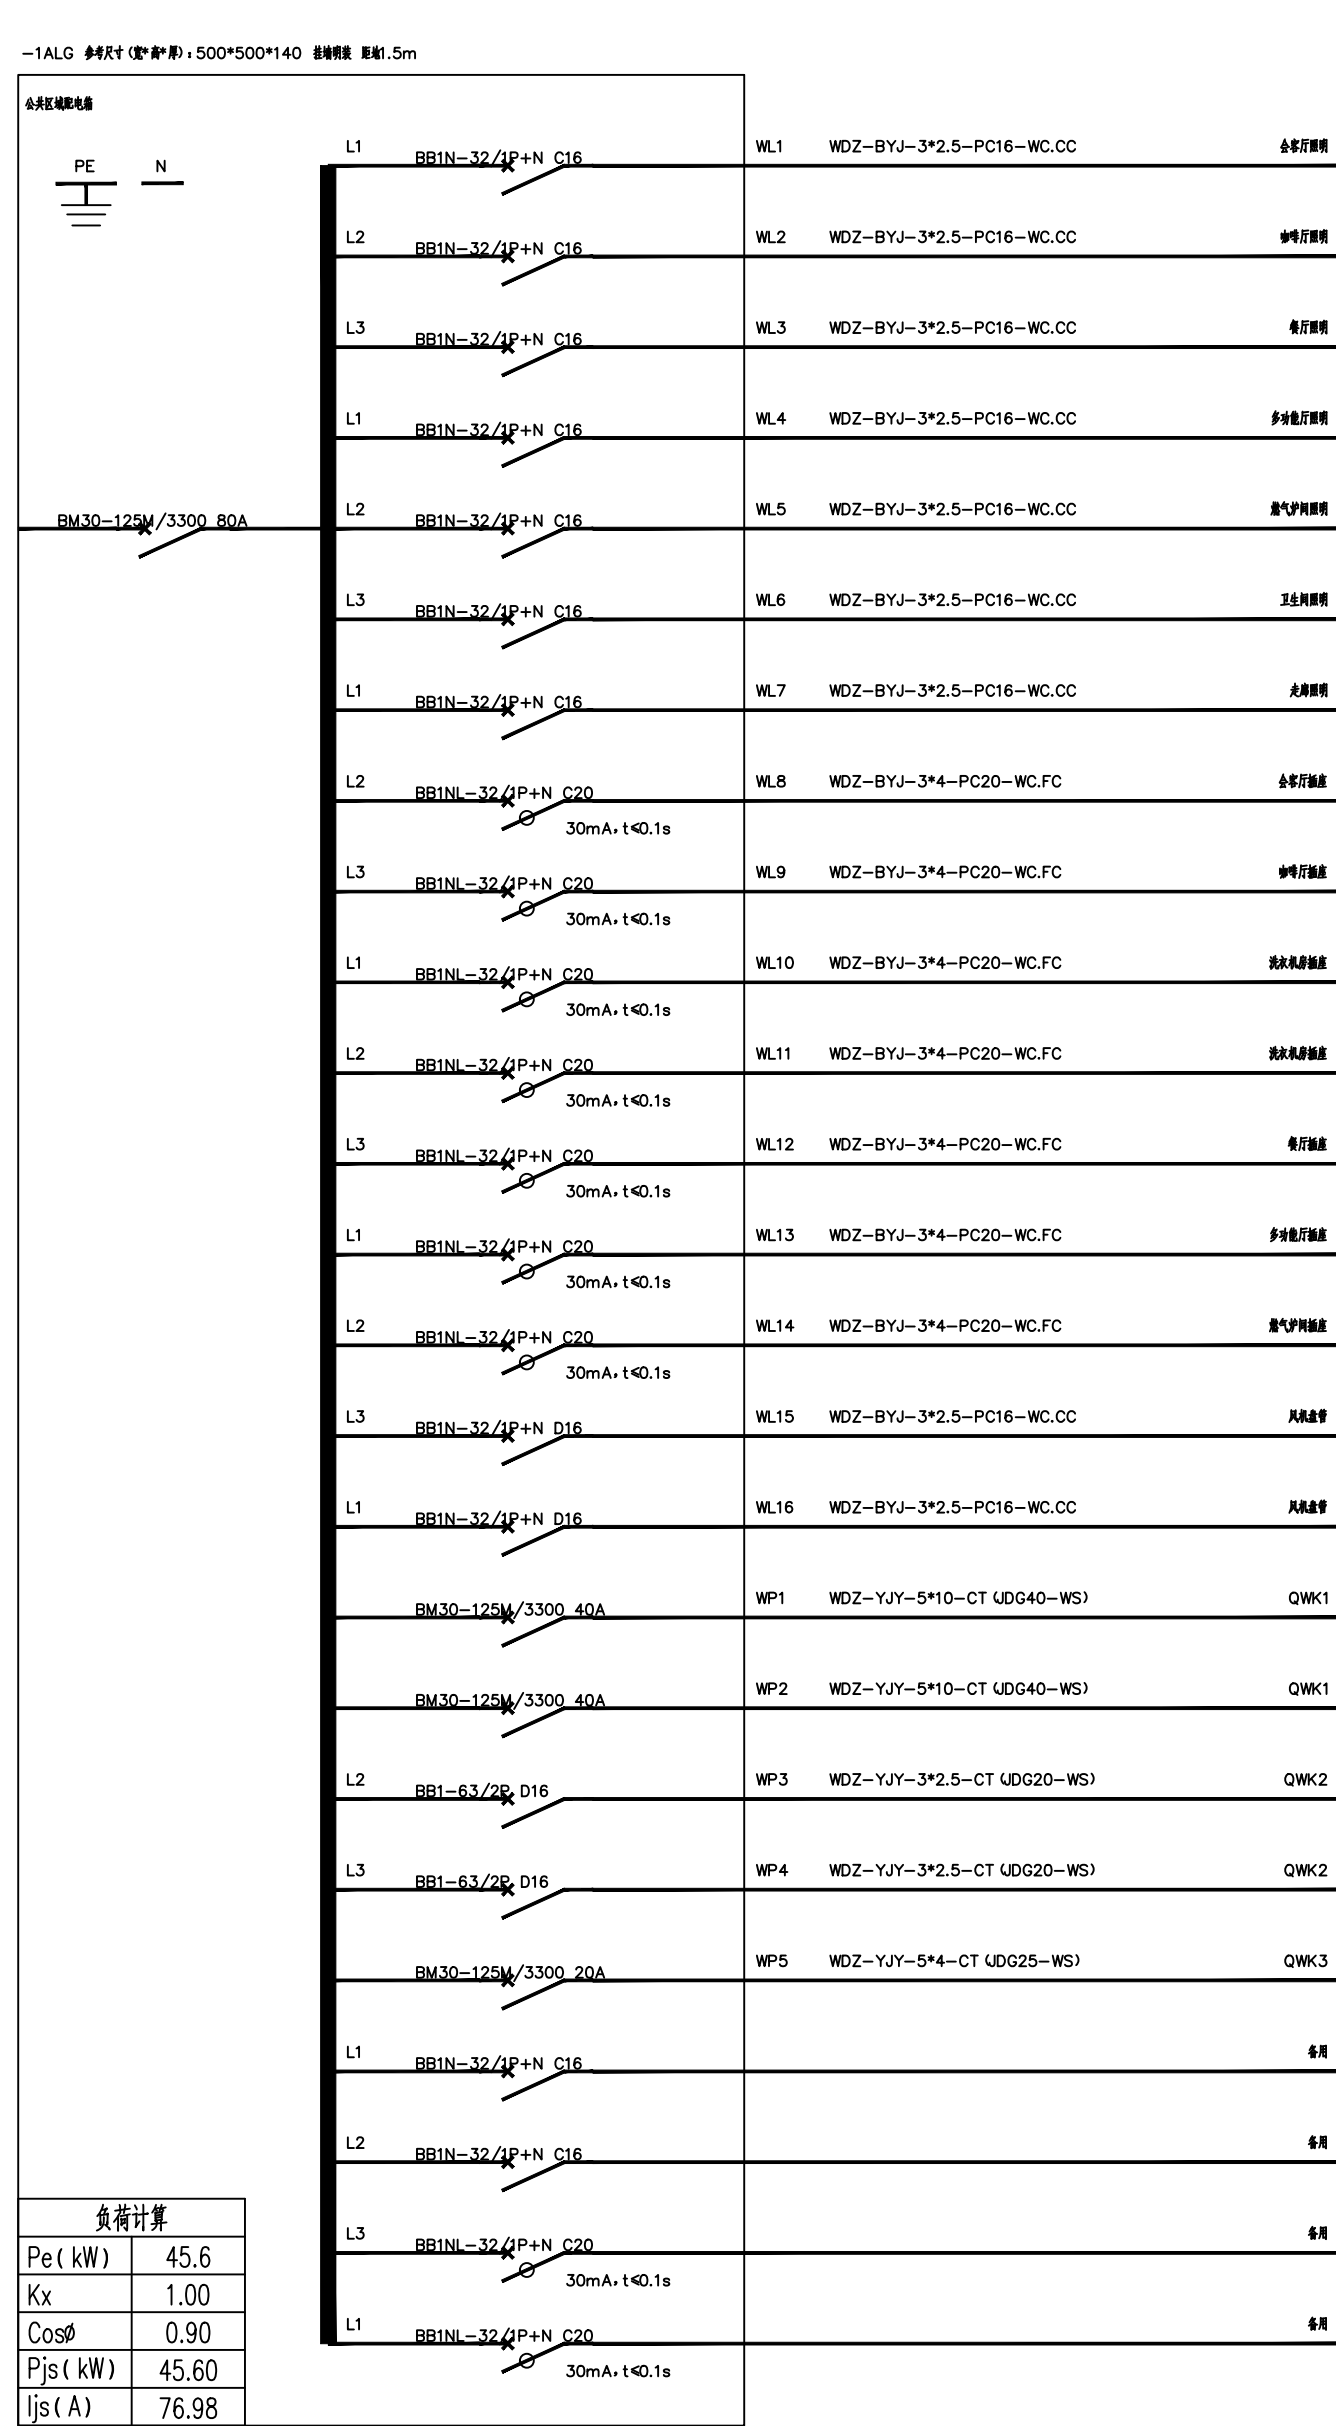 -1ALG 参考尺寸(宽*高*厚):500*500*140 挂墙明装 距地1.5m
公共区域配电箱
PE N
L1 BB1N-32/1P+N C16 WL1 WDZ-BYJ-3*2.5-PC16-WC.CC 会客厅照明
L2 BB1N-32/1P+N C16 WL2 WDZ-BYJ-3*2.5-PC16-WC.CC 咖啡厅照明
L3 BB1N-32/1P+N C16 WL3 WDZ-BYJ-3*2.5-PC16-WC.CC 餐厅照明
L1 BB1N-32/1P+N C16 WL4 WDZ-BYJ-3*2.5-PC16-WC.CC 多功能厅照明
BM30-125M/3300 80A
L2 BB1N-32/1P+N C16 WL5 WDZ-BYJ-3*2.5-PC16-WC.CC 燃气炉间照明
L3 BB1N-32/1P+N C16 WL6 WDZ-BYJ-3*2.5-PC16-WC.CC 卫生间照明
L1 BB1N-32/1P+N C16 WL7 WDZ-BYJ-3*2.5-PC16-WC.CC 走廊照明
L2 BB1NL-32/1P+N C20 WL8 WDZ-BYJ-3*4-PC20-WC.FC 会客厅插座
30mA,t≤0.1s
L3 BB1NL-32/1P+N C20 WL9 WDZ-BYJ-3*4-PC20-WC.FC 咖啡厅插座
30mA,t≤0.1s
L1 BB1NL-32/1P+N C20 WL10 WDZ-BYJ-3*4-PC20-WC.FC 洗衣机房插座
30mA,t≤0.1s
L2 BB1NL-32/1P+N C20 WL11 WDZ-BYJ-3*4-PC20-WC.FC 洗衣机房插座
30mA,t≤0.1s
L3 BB1NL-32/1P+N C20 WL12 WDZ-BYJ-3*4-PC20-WC.FC 餐厅插座
30mA,t≤0.1s
L1 BB1NL-32/1P+N C20 WL13 WDZ-BYJ-3*4-PC20-WC.FC 多功能厅插座
30mA,t≤0.1s
L2 BB1NL-32/1P+N C20 WL14 WDZ-BYJ-3*4-PC20-WC.FC 燃气炉间插座
30mA,t≤0.1s
L3 BB1N-32/1P+N D16 WL15 WDZ-BYJ-3*2.5-PC16-WC.CC 风机盘管
L1 BB1N-32/1P+N D16 WL16 WDZ-BYJ-3*2.5-PC16-WC.CC 风机盘管
BM30-125M/3300 40A WP1 WDZ-YJY-5*10-CT(JDG40-WS) QWK1
BM30-125M/3300 40A WP2 WDZ-YJY-5*10-CT(JDG40-WS) QWK1
L2 BB1-63/2P D16 WP3 WDZ-YJY-3*2.5-CT(JDG20-WS) QWK2
L3 BB1-63/2P D16 WP4 WDZ-YJY-3*2.5-CT(JDG20-WS) QWK2
BM30-125M/3300 20A WP5 WDZ-YJY-5*4-CT(JDG25-WS) QWK3
L1 BB1N-32/1P+N C16 备用
L2 BB1N-32/1P+N C16 备用
L3 BB1NL-32/1P+N C20 备用
30mA,t≤0.1s
L1 BB1NL-32/1P+N C20 备用
30mA,t≤0.1s
负荷计算
Pe(kW) 45.6
Kx 1.00
CosØ 0.90
Pjs(kW) 45.60
Ijs(A) 76.98